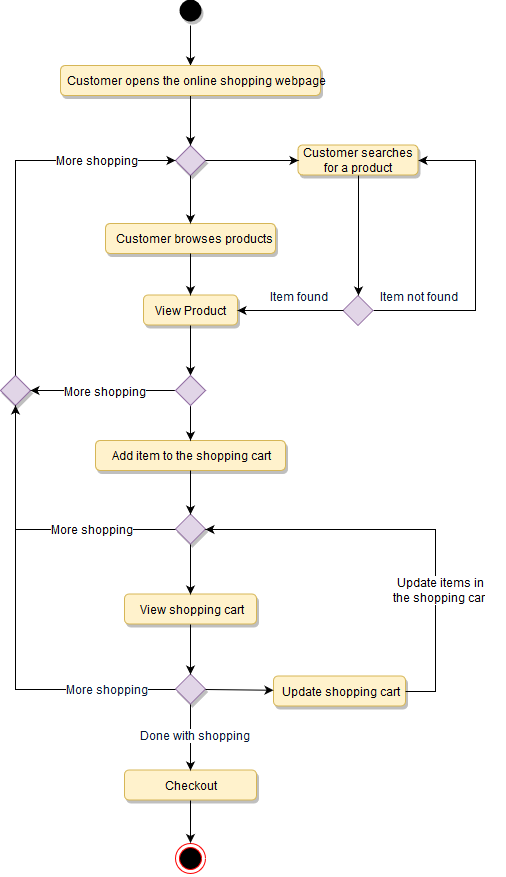 Customer opens the online shopping webpage
More shopping
Customer searches
for a product
Customer browses products
Item found
Item not found
View Product
More shopping
Add item to the shopping cart
More shopping
Update items in
the shopping car
View shopping cart
More shopping
Update shopping cart
Done with shopping
Checkout